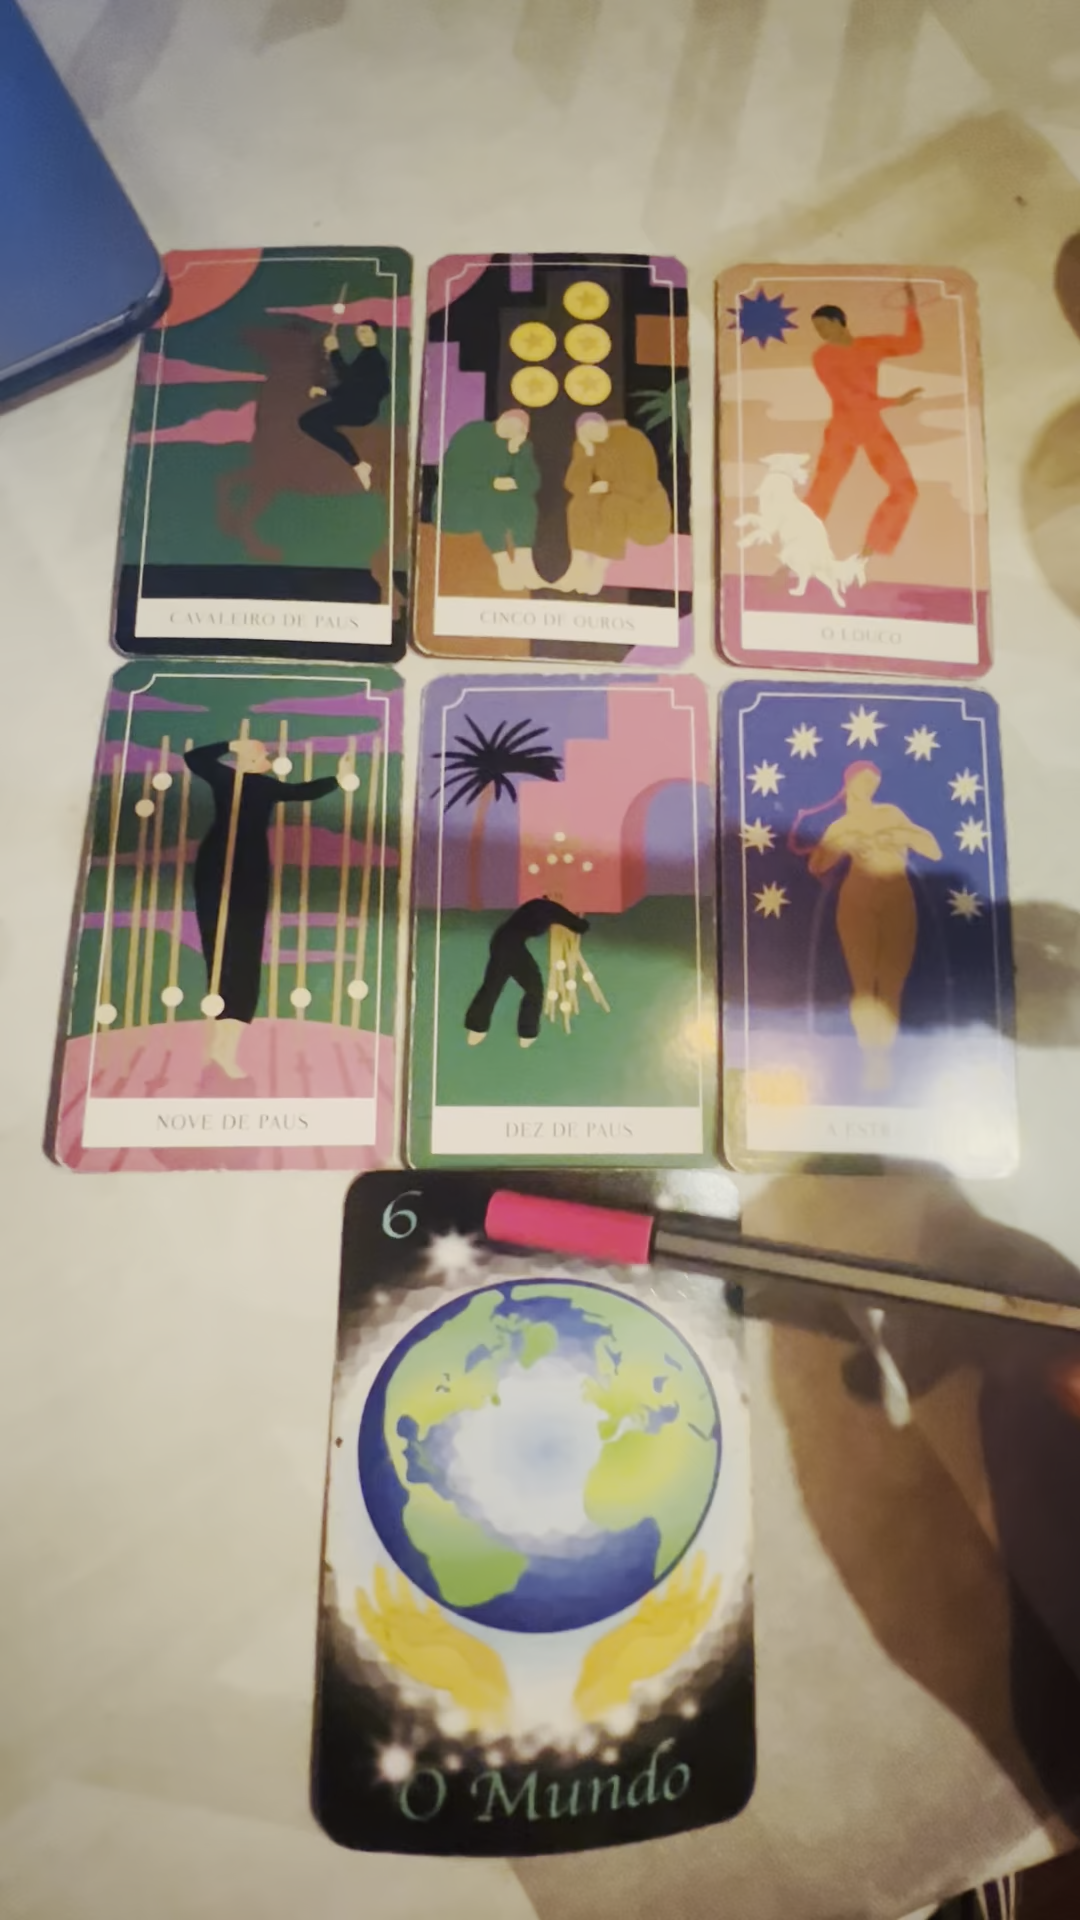 CAVALEIRO DE PAUS
CINCO DE OUROS
O LOUCO
NOVE DE PAUS
DEZ DE PAUS
A
6
O Mundo